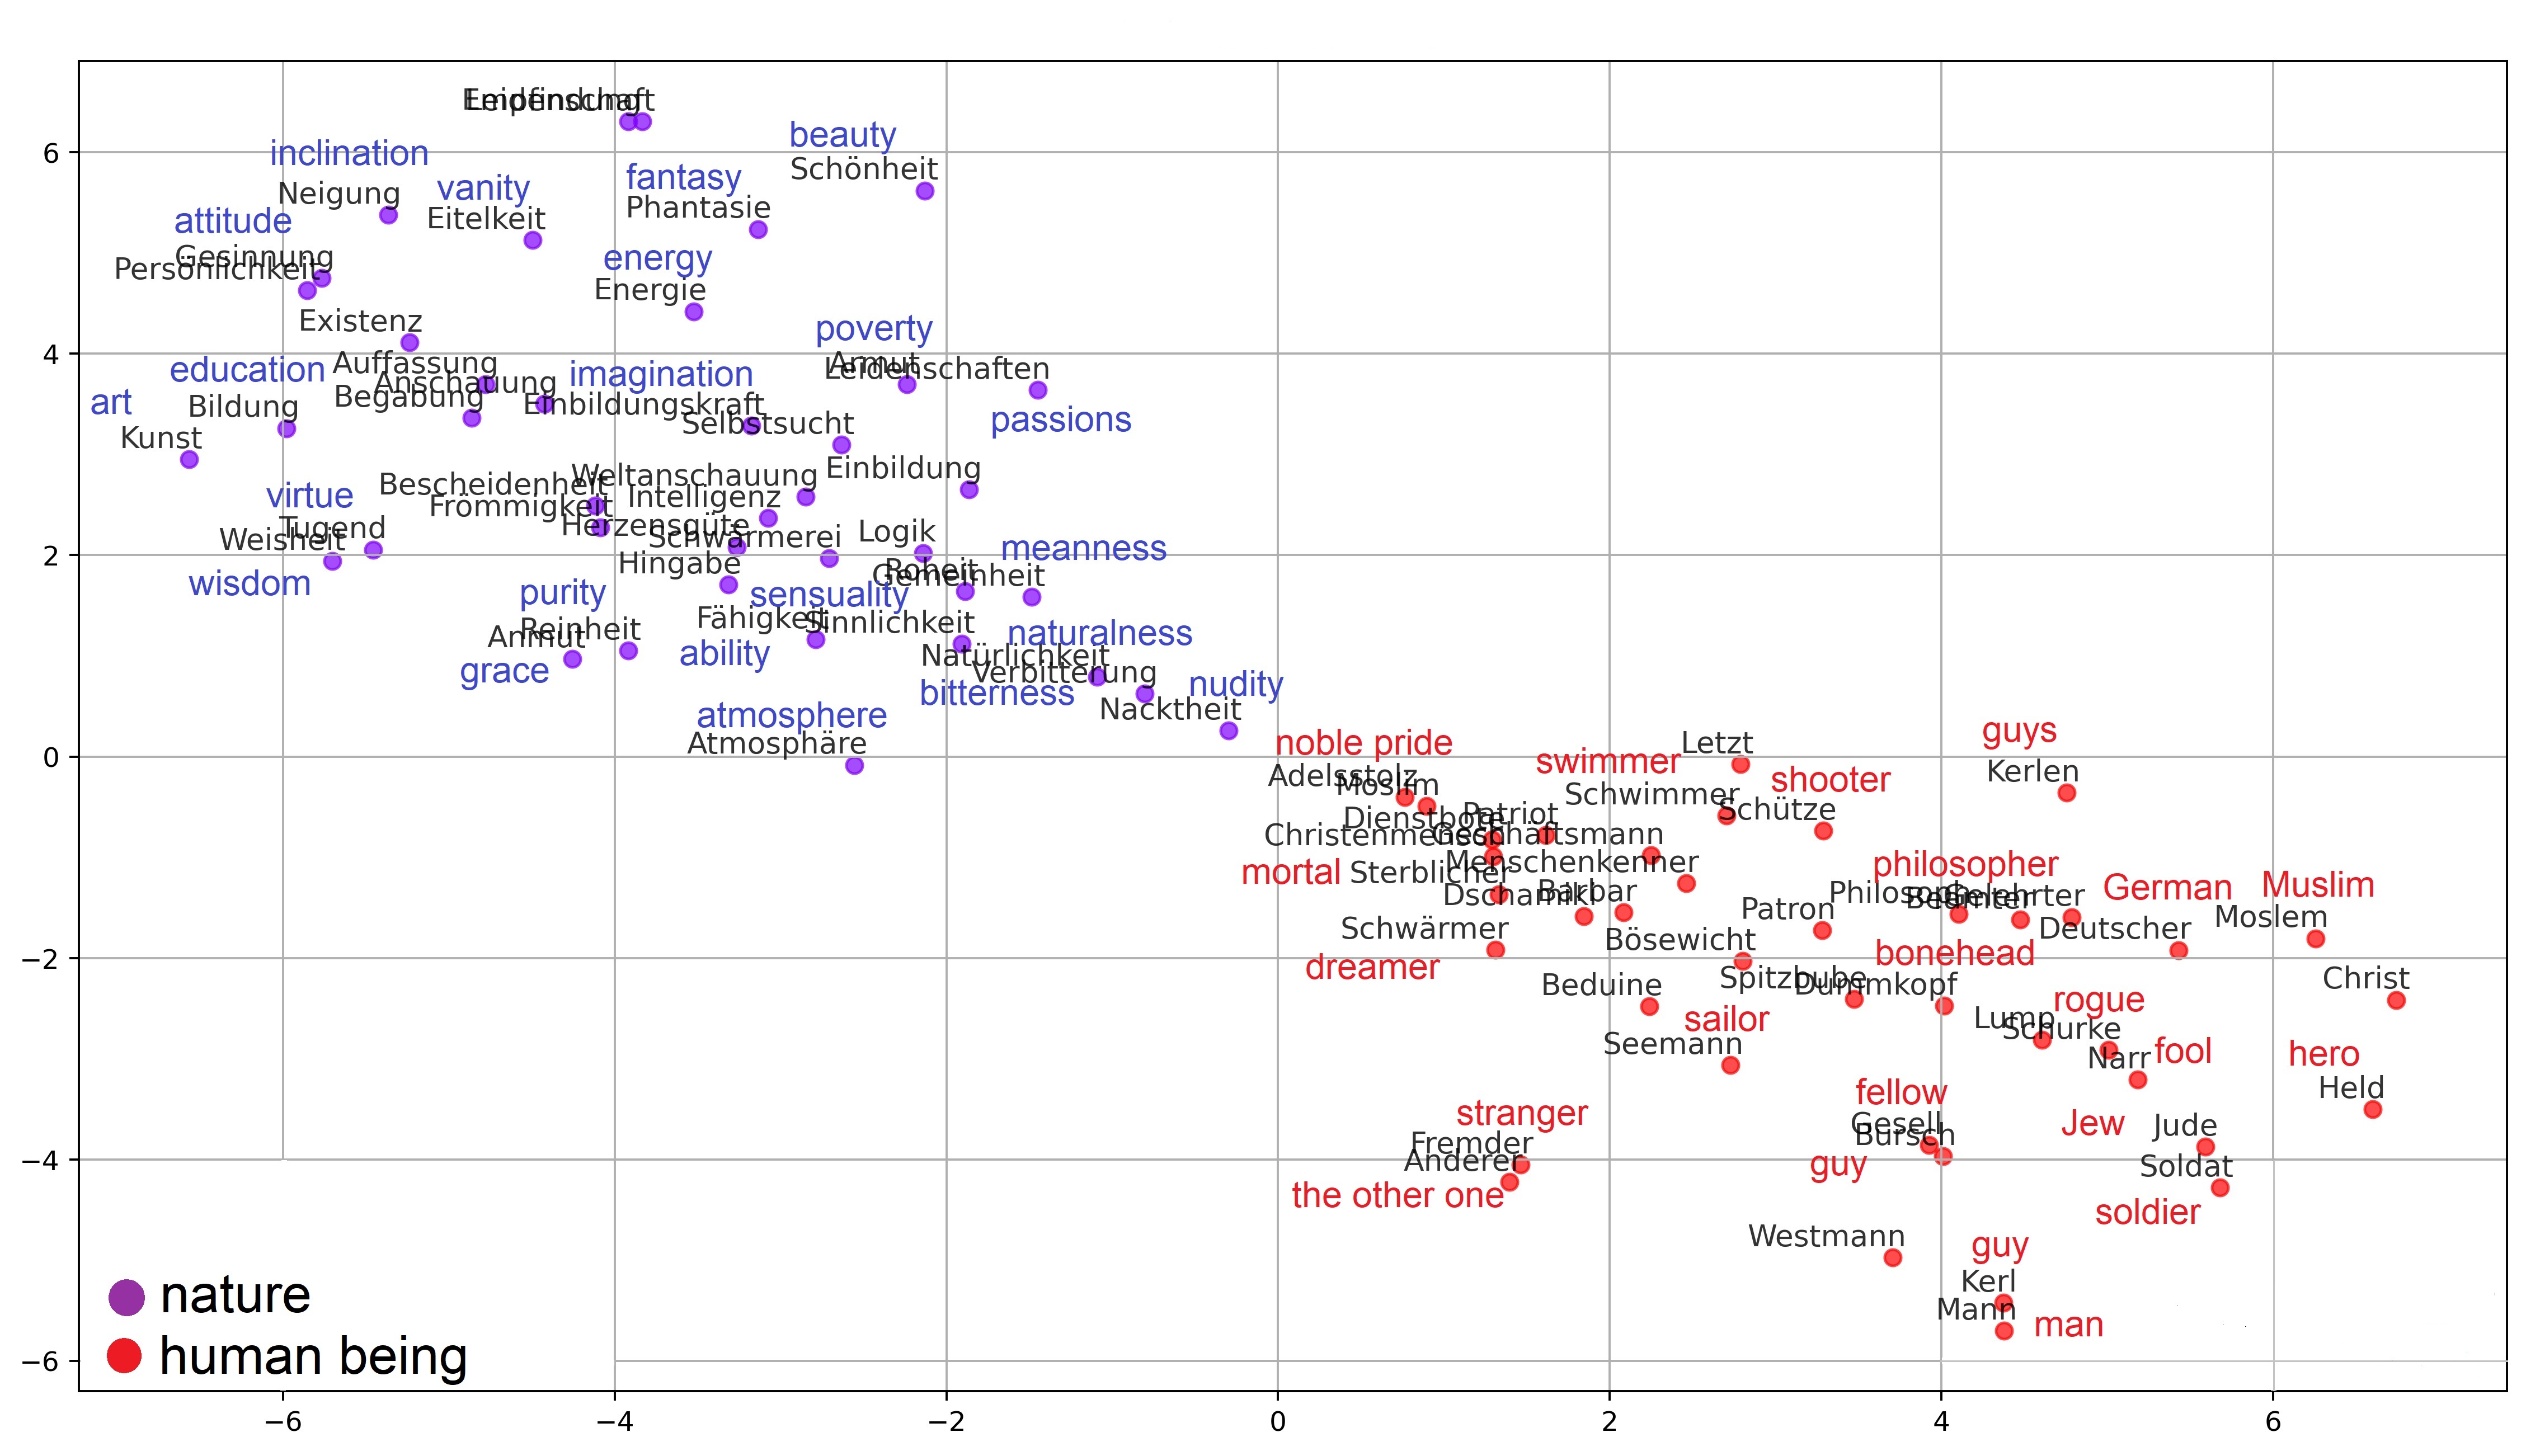 Empfindung
Leidenschaft
beauty
inclination
Schönheit
fantasy
vanity
Neigung
Phantasie
Eitelkeit
attitude
Gesinnung
energy
Persönlichkeit
Energie
Existenz
poverty
Auffassung
Armut
Leidenschaften
education
imagination
Anschauung
Begabung
art
Bildung
Einbildungskraft
passions
Selbstsucht
Kunst
Einbildung
Weltanschauung
Bescheidenheit
virtue
Intelligenz
Frömmigkeit
Tugend
Herzensgüte
Logik
Weisheit
Schwärmerei
meanness
Hingabe
Roheit
Gemeinheit
wisdom
purity
sensuality
Fähigkeit
Sinnlichkeit
Reinheit
naturalness
Anmut
ability
Natürlichkeit
grace
Verbitterung
bitterness
nudity
Nacktheit
atmosphere
Atmosphäre
noble pride
Letzt
guys
swimmer
Adelsstolz
Moslim
shooter
Kerlen
Schwimmer
Schütze
Patriot
Dienstbote
Christenmensch
Geschäftsmann
Menschenkenner
mortal
Sterblicher
philosopher
Dschamiki
Barbar
Philosoph
Beamter
Gelehrter
German
Muslim
Patron
Moslem
Schwärmer
Deutscher
Bösewicht
bonehead
dreamer
Spitzbube
Christ
Beduine
Dummkopf
rogue
sailor
Lump
Schurke
Seemann
Narr
fool
hero
Held
fellow
stranger
Gesell
Jew
Jude
Bursch
Fremder
Anderer
guy
Soldat
the other one
soldier
Westmann
guy
Kerl
Mann
man
nature
human being
6
4
2
0
−2
−4
−6
−6
−4
−2
0
2
4
6